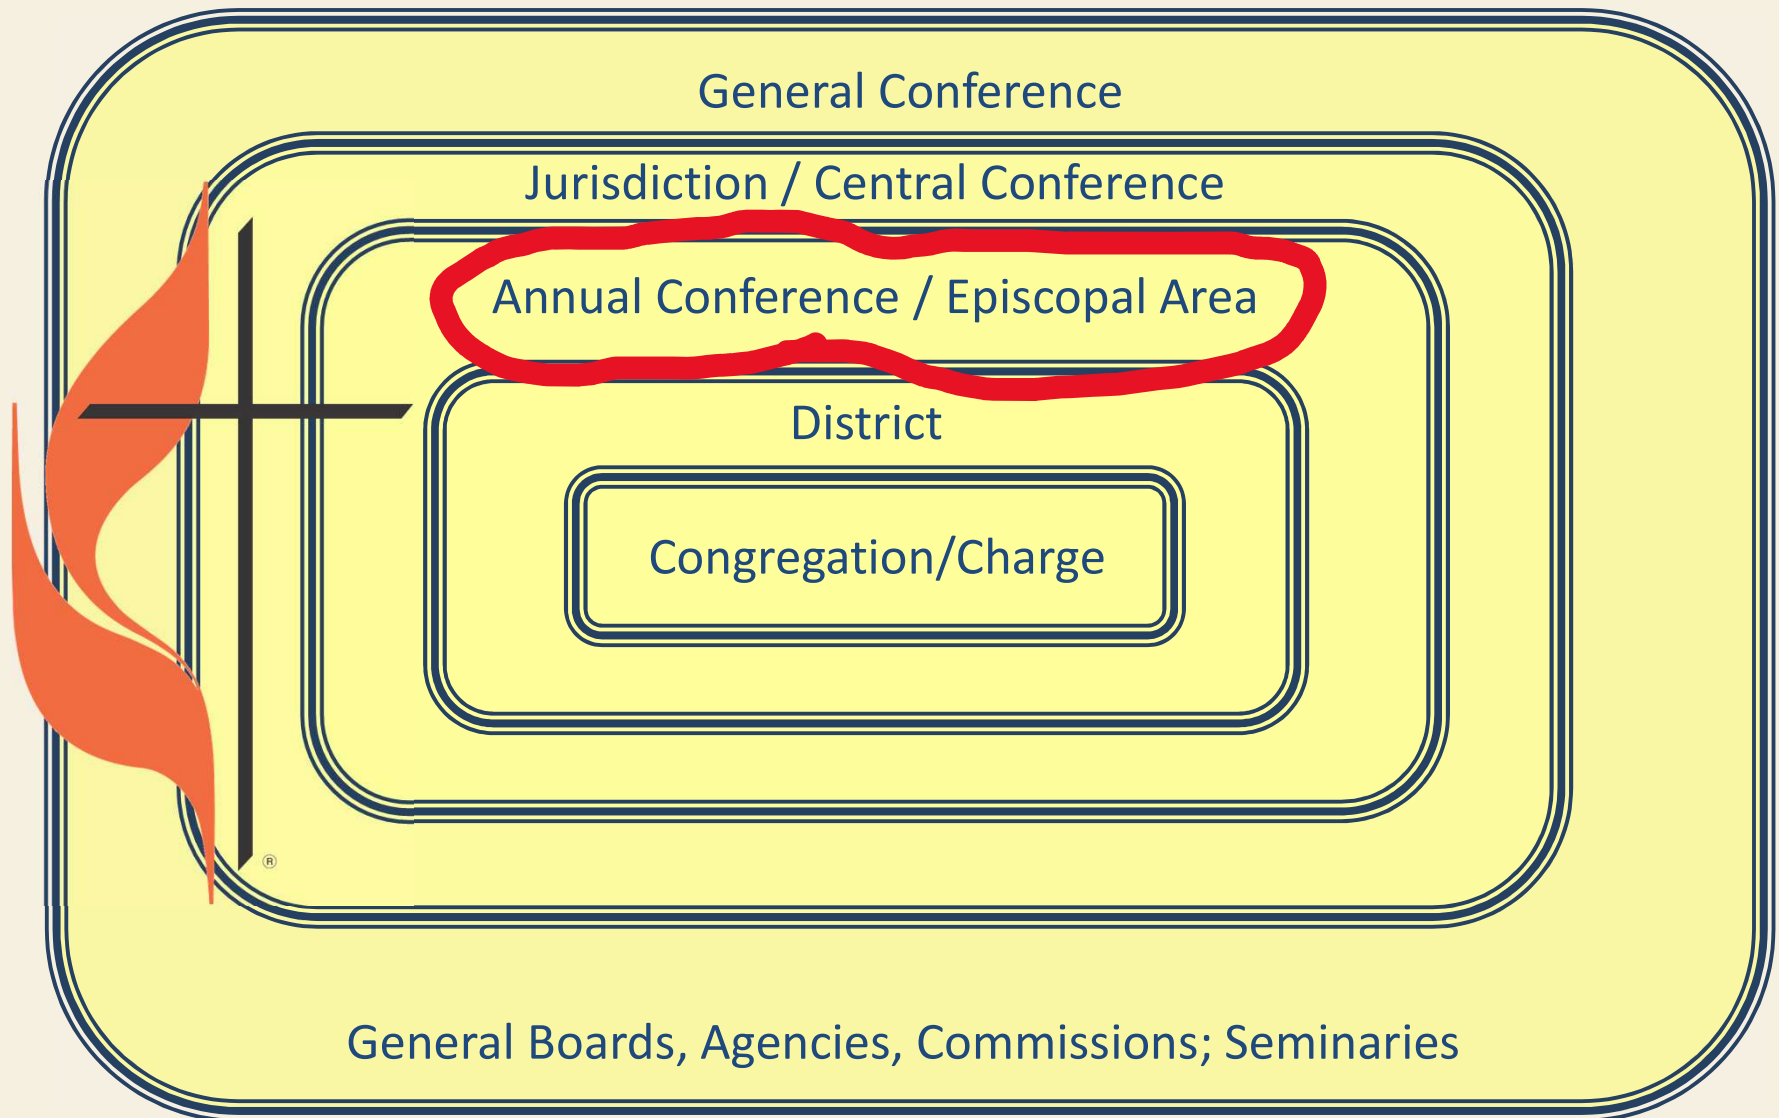 General Conference
Jurisdiction / Central Conference
Annual Conference / Episcopal Area
District
Congregation/Charge
®
General Boards, Agencies, Commissions; Seminaries